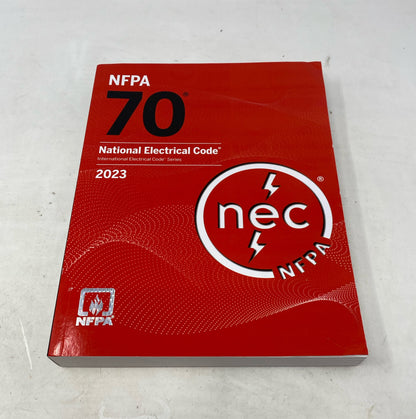 NFPA
70®
National Electrical Code®
International Electrical Code® Series
2023
nec®
NFPA
NFPA